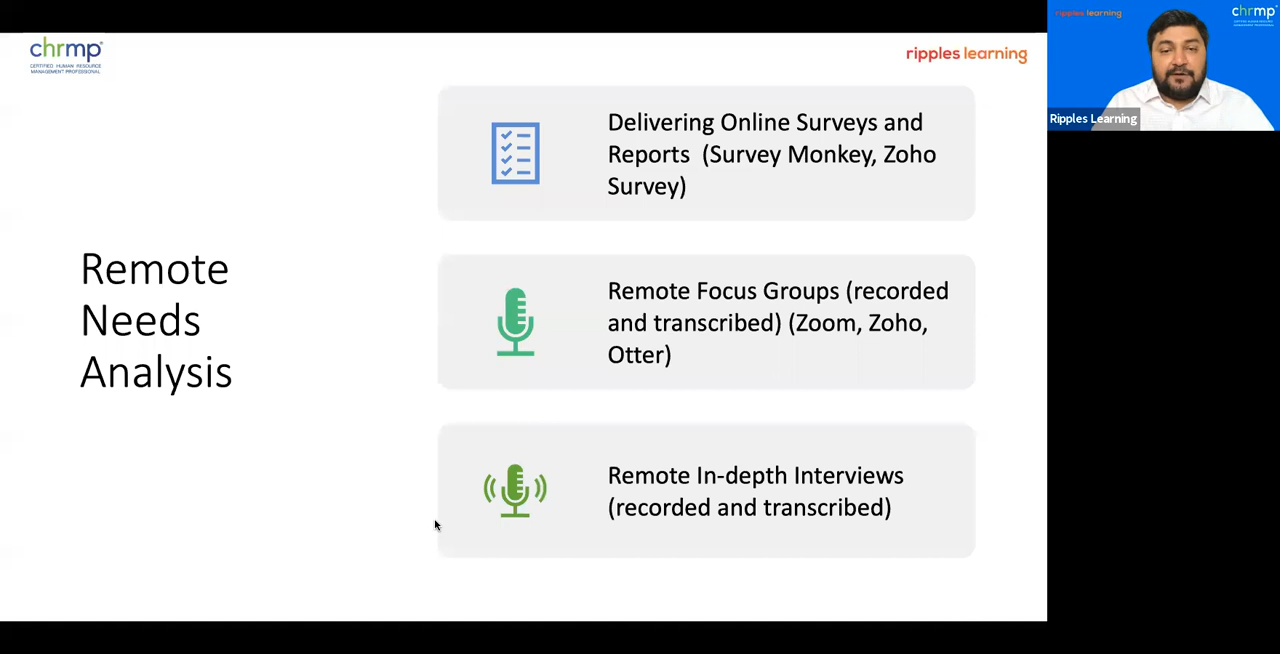 chrmp
CERTIFIED HUMAN RESOURCE
MANAGEMENT PROFESSIONAL
ripples learning
Remote
Needs
Analysis
Delivering Online Surveys and
Reports (Survey Monkey, Zoho
Survey)
Remote Focus Groups (recorded
and transcribed) (Zoom, Zoho,
Otter)
Remote In-depth Interviews
(recorded and transcribed)
ripples learning
chrmp
Ripples Learning